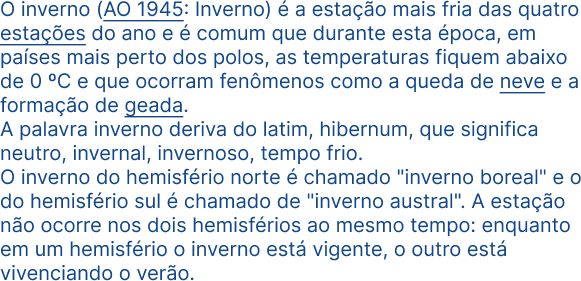 O inverno (AO 1945: Inverno) é a estação mais fria das quatro
estações do ano e é comum que durante esta época, em
países mais perto dos polos, as temperaturas fiquem abaixo
de 0 ºC e que ocorram fenômenos como a queda de neve e a
formação de geada.
A palavra inverno deriva do latim, hibernum, que significa
neutro, invernal, invernoso, tempo frio.
O inverno do hemisfério norte é chamado "inverno boreal" e o
do hemisfério sul é chamado de "inverno austral". A estação
não ocorre nos dois hemisférios ao mesmo tempo: enquanto
em um hemisfério o inverno está vigente, o outro está
vivenciando o verão.